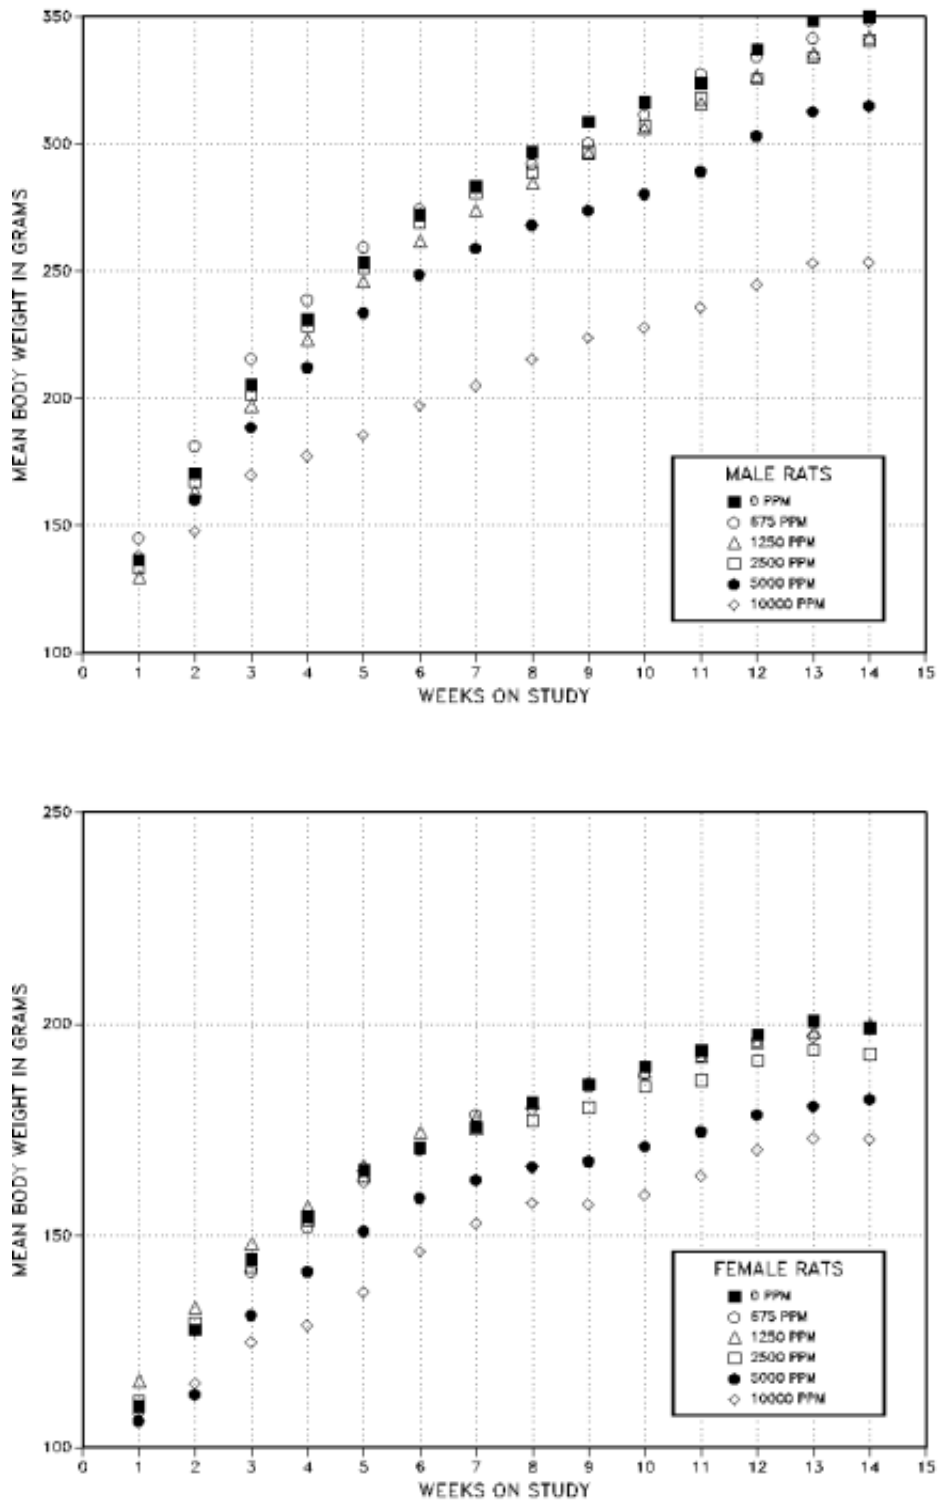 350
300
250
200
150
100
MEAN BODY WEIGHT IN GRAMS
MALE RATS
0 PPM
675 PPM
1250 PPM
2500 PPM
5000 PPM
10000 PPM
0 1 2 3 4 5 6 7 8 9 10 11 12 13 14 15
WEEKS ON STUDY
250
200
150
100
MEAN BODY WEIGHT IN GRAMS
FEMALE RATS
0 PPM
675 PPM
1250 PPM
2500 PPM
5000 PPM
10000 PPM
0 1 2 3 4 5 6 7 8 9 10 11 12 13 14 15
WEEKS ON STUDY